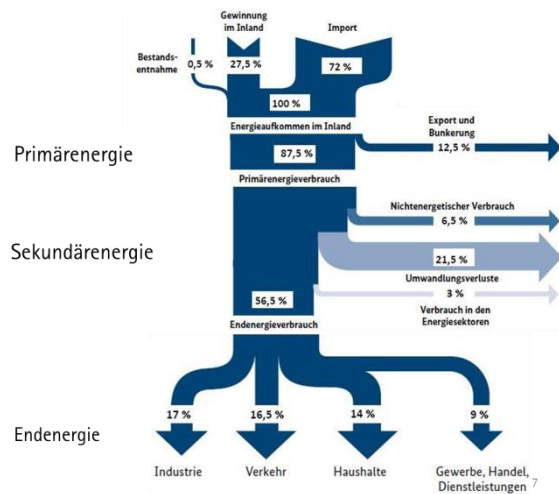 Gewinnung
im Inland
Import
Bestands-
entnahme
0,5 %
27,5 %
72 %
100 %
Energieaufkommen im Inland
Export und
Bunkerung
12,5 %
87,5 %
Primärenergie
Primärenergieverbrauch
Nichtenergetischer Verbrauch
6,5 %
Sekundärenergie
21,5 %
Umwandlungsverluste
3 %
56,5 %
Verbrauch in den
Energiesektoren
Endenergieverbrauch
17 %
16,5 %
14 %
9 %
Endenergie
Industrie
Verkehr
Haushalte
Gewerbe, Handel,
Dienstleistungen
7